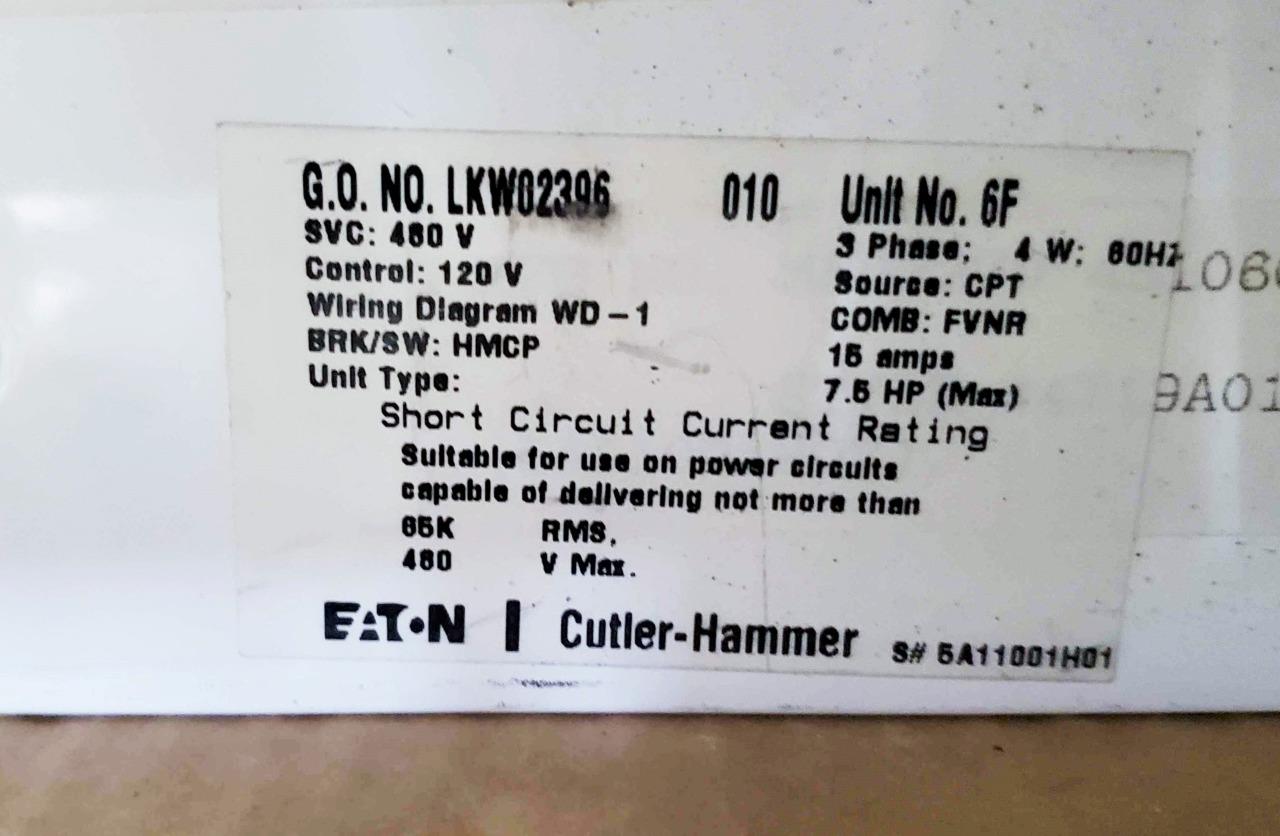 G.O. NO. LKW02396 010 Unit No. 6F
SVC: 480 V 3 Phase; 4 W; 60HZ
Control: 120 V Source: CPT
Wiring Diagram WD-1 COMB: FVNR
BRK/SW: HMCP 15 amps
Unit Type: 7.5 HP (Max)
Short Circuit Current Rating
Suitable for use on power circuits
capable of delivering not more than
65K RMS.
480 V Max.
EATON | Cutler-Hammer S# 5A11001H01